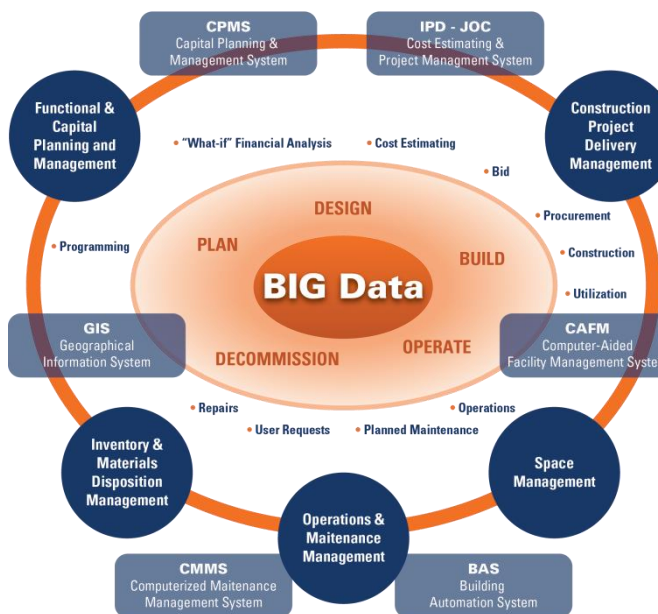 CPMS
Capital Planning &
Management System
IPD - JOC
Cost Estimating &
Project Managment System
Functional &
Capital
Planning and
Management
Construction
Project
Delivery
Management
• "What-if" Financial Analysis
• Cost Estimating
• Bid
• Procurement
• Construction
• Utilization
• Programming
DESIGN
PLAN
BUILD
BIG Data
OPERATE
DECOMMISSION
GIS
Geographical
Information System
CAFM
Computer-Aided
Facility Management Syste
• Repairs
• Operations
• User Requests
• Planned Maintenance
Inventory &
Materials
Disposition
Management
Space
Management
Operations &
Maitenance
Management
CMMS
Computerized Maitenance
Management System
BAS
Building
Automation System